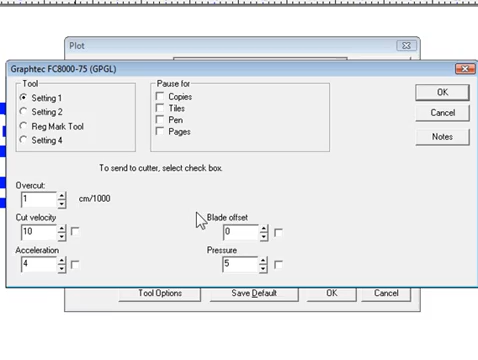 Plot
Graphtec FC8000-75 (GPGL)
Tool
Setting 1
Setting 2
Reg Mark Tool
Setting 4
Pause for
Copies
Tiles
Pen
Pages
OK
Cancel
Notes
To send to cutter, select check box.
Overcut:
1 cm/1000
Cut velocity
10
Blade offset
0
Acceleration
4
Pressure
5
Tool Options
Save Default
OK
Cancel